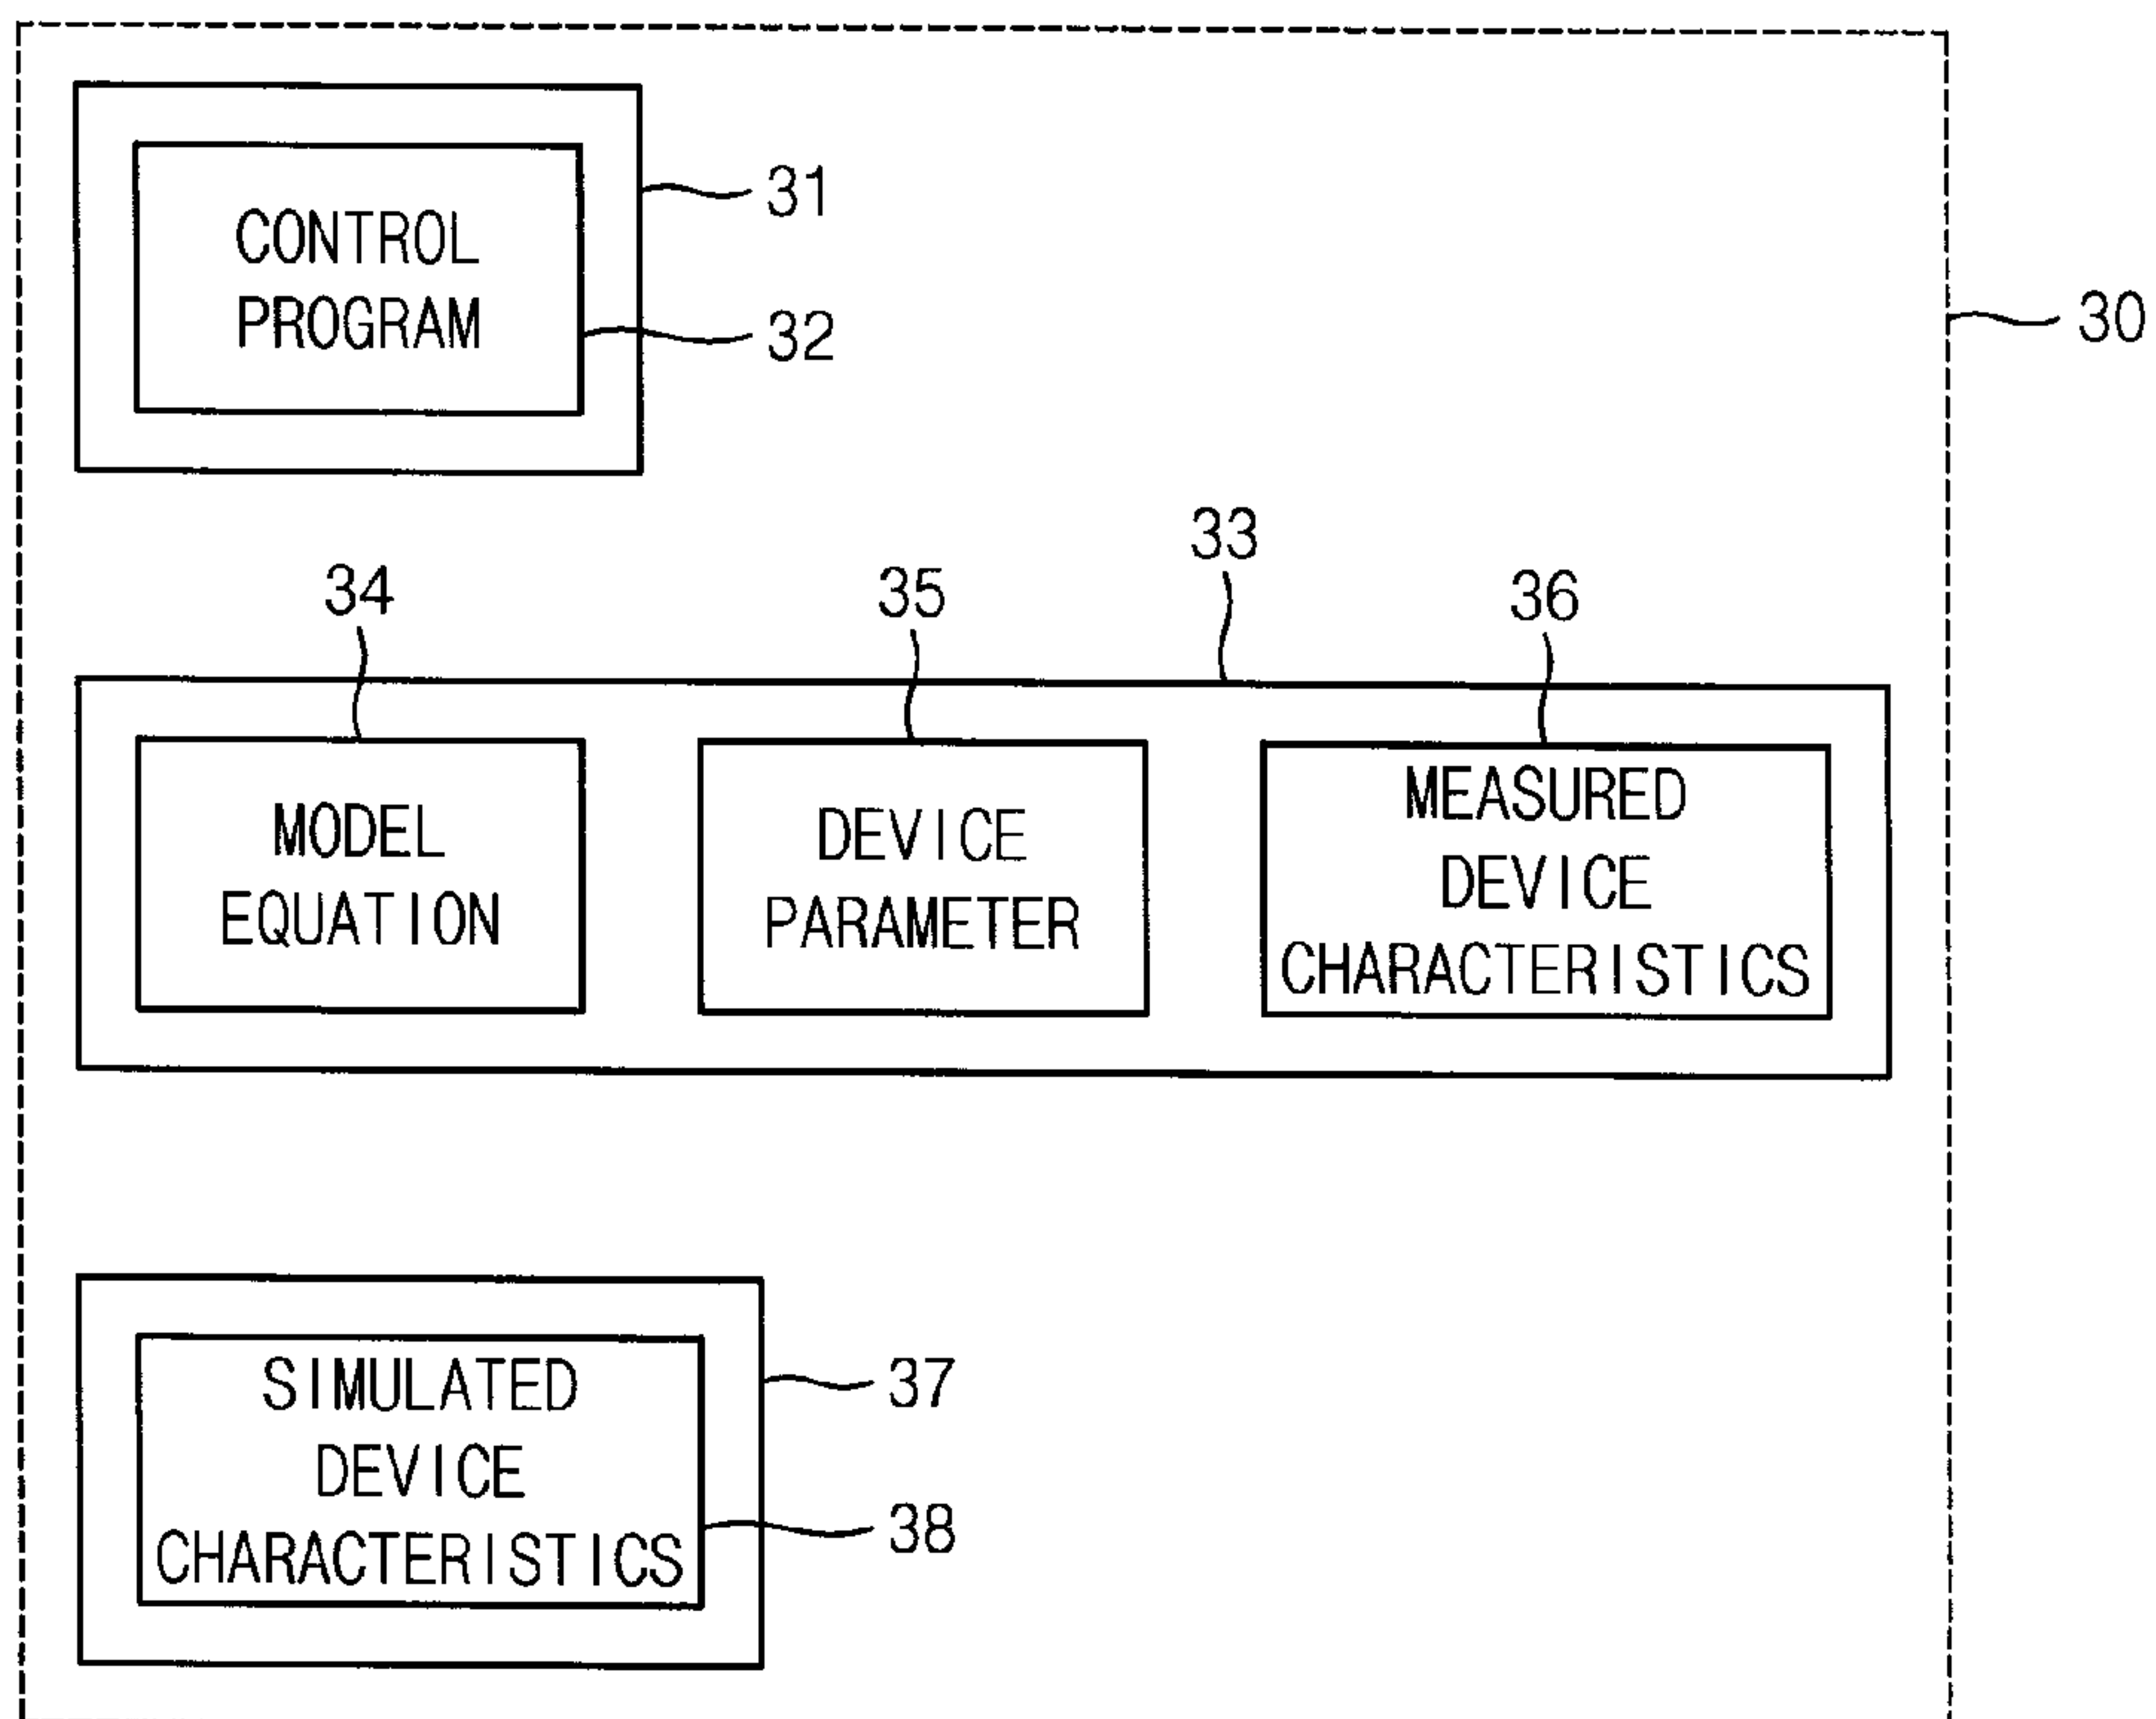 CONTROL
PROGRAM
31
32
30
33
34
35
36
MODEL
EQUATION
DEVICE
PARAMETER
MEASURED
DEVICE
CHARACTERISTICS
SIMULATED
DEVICE
CHARACTERISTICS
37
38